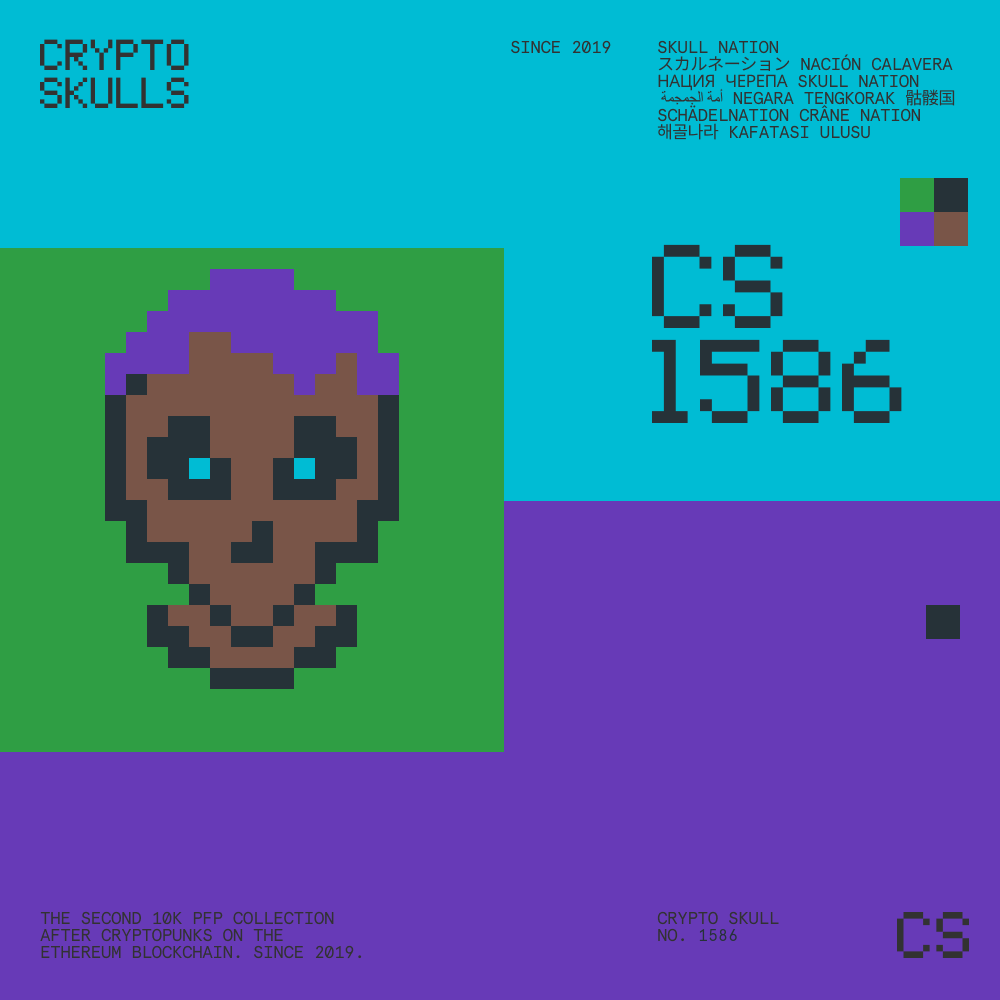 CRYPTO
SKULLS
SINCE 2019
SKULL NATION
スカルネーション NACIÓN CALAVERA
НАЦИЯ ЧЕРЕПА SKULL NATION
أمة الجمجمة NEGARA TENGKORAK 骷髅国
SCHÄDELNATION CRÂNE NATION
해골나라 KAFATASI ULUSU
CS
1586
THE SECOND 10K PFP COLLECTION
AFTER CRYPTOPUNKS ON THE
ETHEREUM BLOCKCHAIN. SINCE 2019.
CRYPTO SKULL
NO. 1586
CS